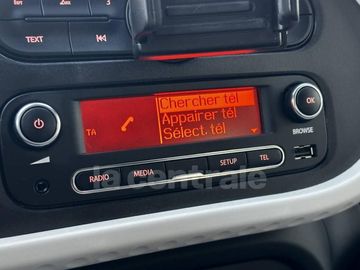 TEXT
Chercher tél
Appairer tél
Sélect. tél
TA
OK
BROWSE
RADIO
MEDIA
SETUP
TEL
la centrale